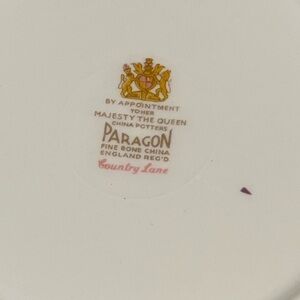 BY APPOINTMENT
TO HER
MAJESTY THE QUEEN
CHINA POTTERS
PARAGON
FINE BONE CHINA
ENGLAND REG'D
Country Lane